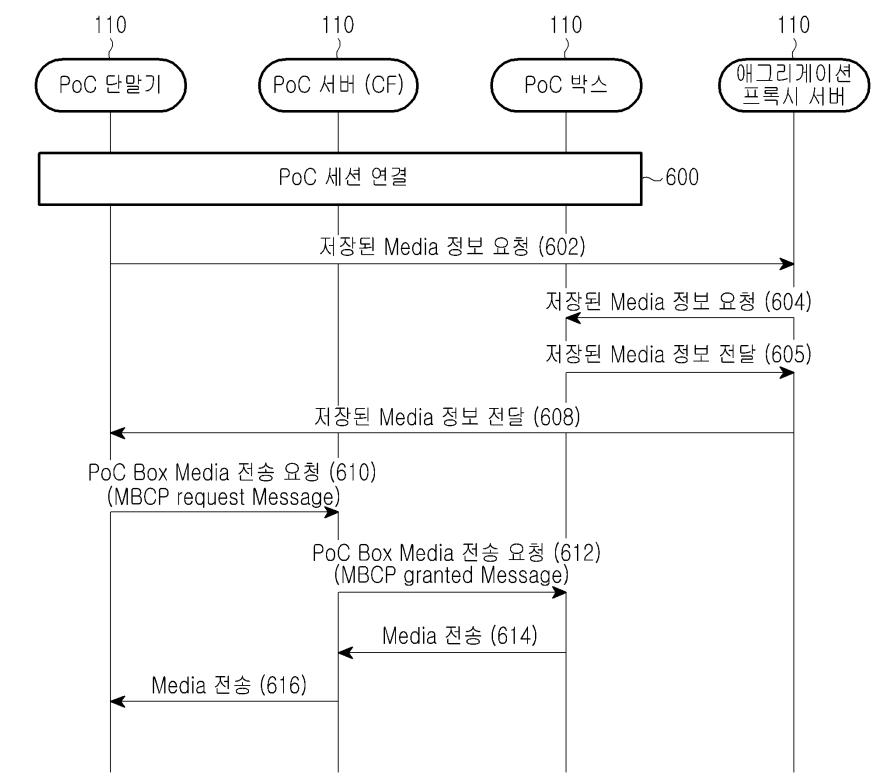 110
110
110
110
PoC 단말기
PoC 서버 (CF)
PoC 박스
애그리게이션
프록시 서버
PoC 세션 연결
600
저장된 Media 정보 요청 (602)
저장된 Media 정보 요청 (604)
저장된 Media 정보 전달 (605)
저장된 Media 정보 전달 (608)
PoC Box Media 전송 요청 (610)
(MBCP request Message)
PoC Box Media 전송 요청 (612)
(MBCP granted Message)
Media 전송 (614)
Media 전송 (616)